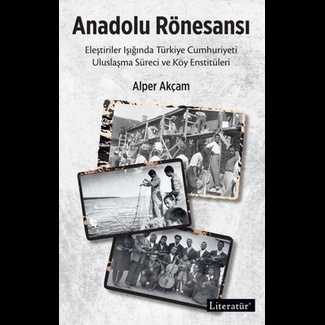 Anadolu Rönesansı
Eleştiriler Işığında Türkiye Cumhuriyeti
Uluslaşma Süreci ve Köy Enstitüleri
Alper Akçam
Literatür®